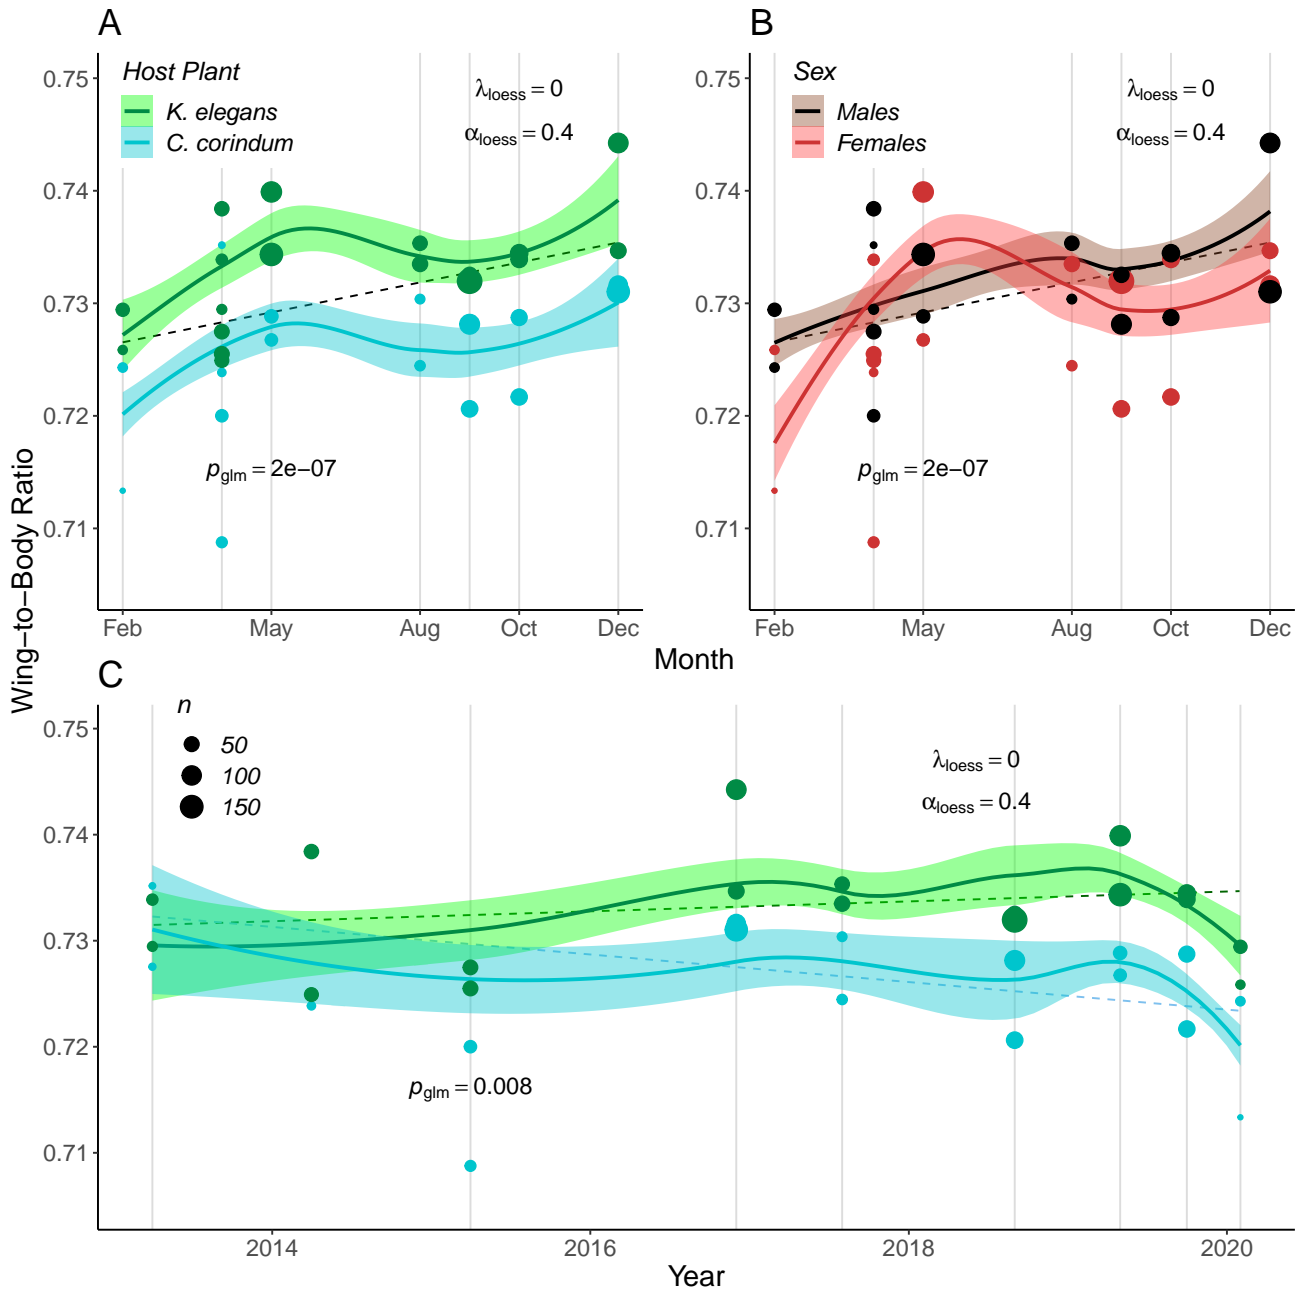 A
Host Plant
K. elegans
C. corindum
λloess = 0
αloess = 0.4
pglm = 2e−07
0.75
0.74
0.73
0.72
0.71
Feb
May
Aug
Oct
Dec
B
Sex
Males
Females
λloess = 0
αloess = 0.4
pglm = 2e−07
0.75
0.74
0.73
0.72
0.71
Feb
May
Aug
Oct
Dec
Month
Wing−to−Body Ratio
C
n
50
100
150
λloess = 0
αloess = 0.4
pglm = 0.008
0.75
0.74
0.73
0.72
0.71
2014
2016
2018
2020
Year